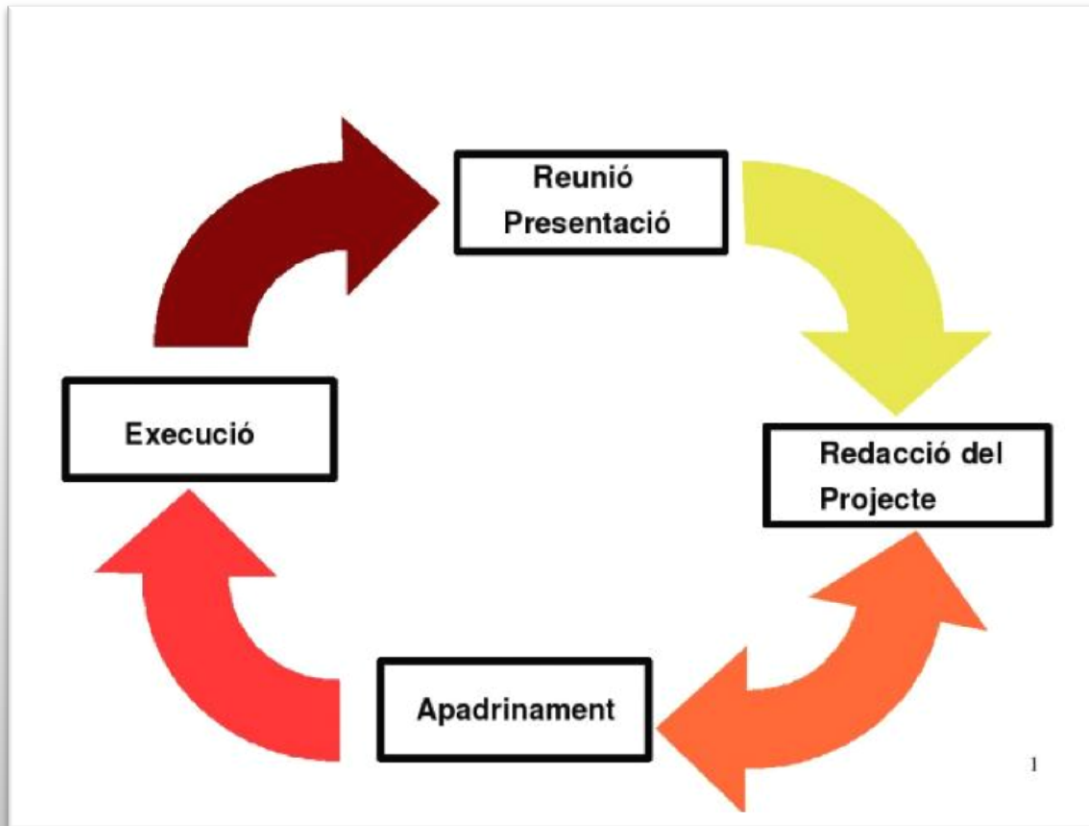 Reunió
Presentació
Execució
Redacció del
Projecte
Apadrinament
1